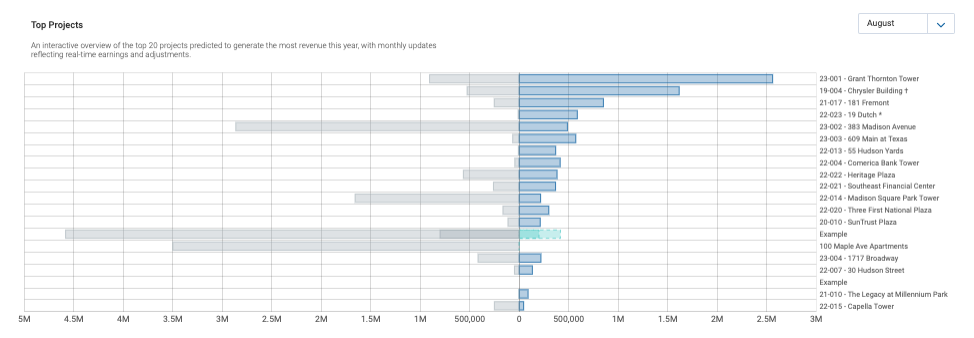 Top Projects
August
An interactive overview of the top 20 projects predicted to generate the most revenue this year, with monthly updates
reflecting real-time earnings and adjustments.
23-001 - Grant Thornton Tower
19-004 - Chrysler Building †
21-017 - 181 Fremont
22-023 - 19 Dutch *
23-002 - 383 Madison Avenue
23-003 - 609 Main at Texas
22-013 - 55 Hudson Yards
22-004 - Comerica Bank Tower
22-022 - Heritage Plaza
22-021 - Southeast Financial Center
22-014 - Madison Square Park Tower
22-020 - Three First National Plaza
20-010 - SunTrust Plaza
Example
100 Maple Ave Apartments
23-004 - 1717 Broadway
22-007 - 30 Hudson Street
Example
21-010 - The Legacy at Millennium Park
22-015 - Capella Tower
5M 4.5M 4M 3.5M 3M 2.5M 2M 1.5M 1M 500,000 0 500,000 1M 1.5M 2M 2.5M 3M